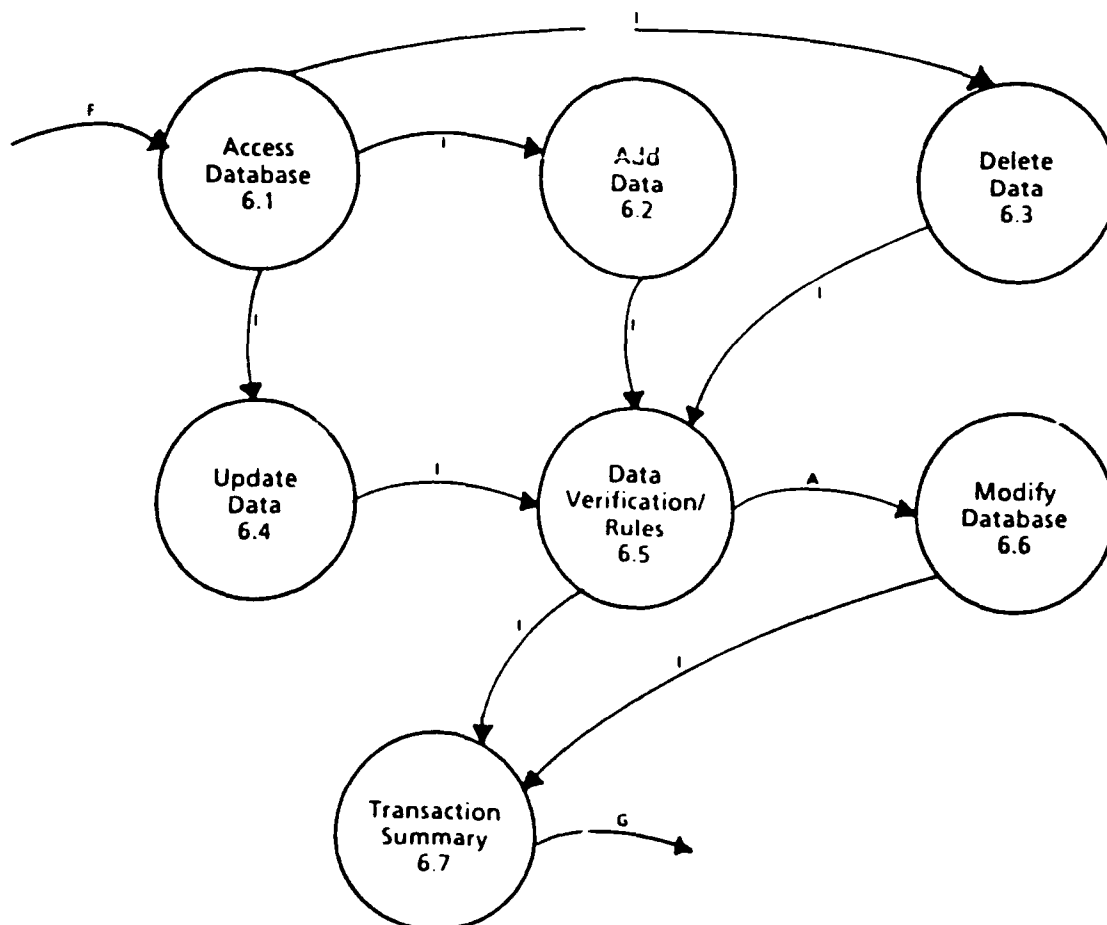 I
F
Access
Database
6.1
I
Add
Data
6.2
Delete
Data
6.3
I
I
I
Update
Data
6.4
I
Data
Verification/
Rules
6.5
A
Modify
Database
6.6
I
I
Transaction
Summary
6.7
G